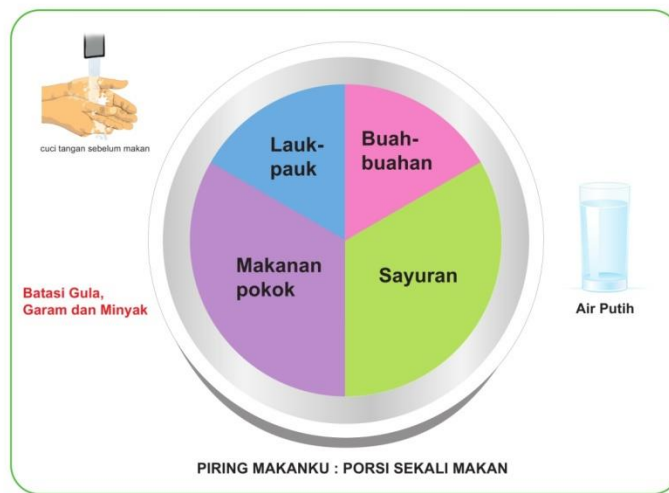 cuci tangan sebelum makan
Lauk-
pauk
Buah-
buahan
Makanan
pokok
Sayuran
Batasi Gula,
Garam dan Minyak
Air Putih
PIRING MAKANKU : PORSI SEKALI MAKAN